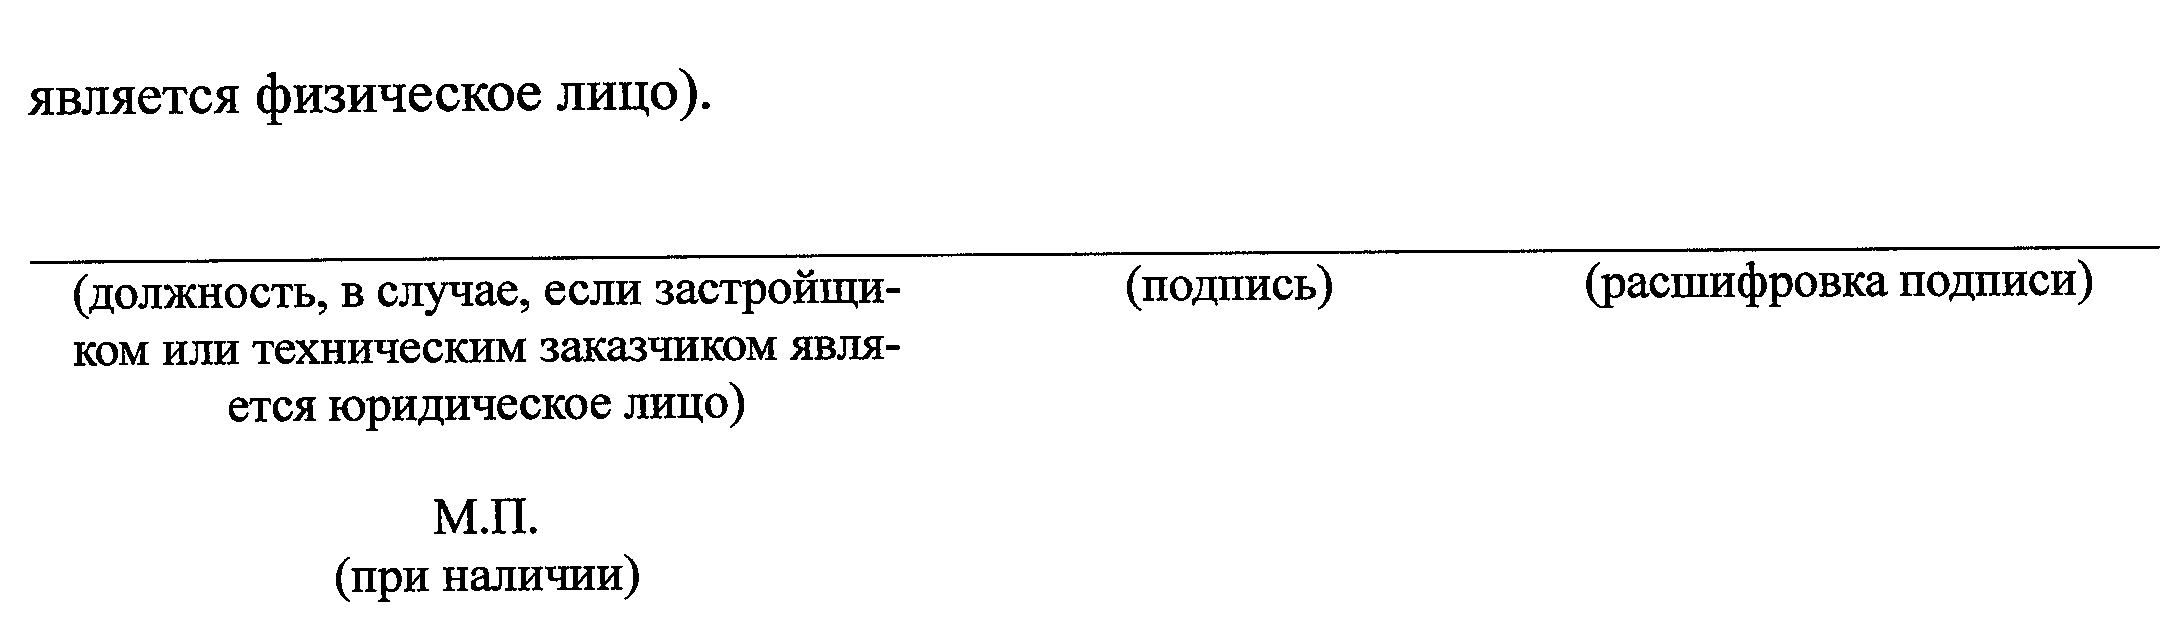 является физическое лицо).
(должность, в случае, если застройщи- (подпись) (расшифровка подписи)
ком или техническим заказчиком явля-
ется юридическое лицо)
М.П.
(при наличии)